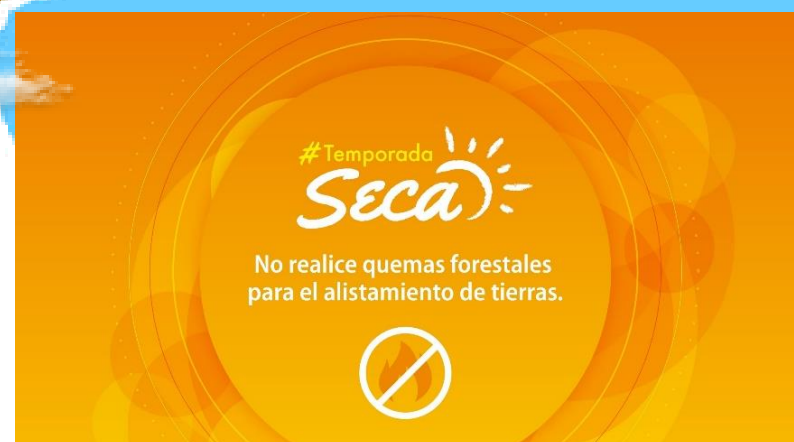 #Temporada
Seca
No realice quemas forestales
para el alistamiento de tierras.